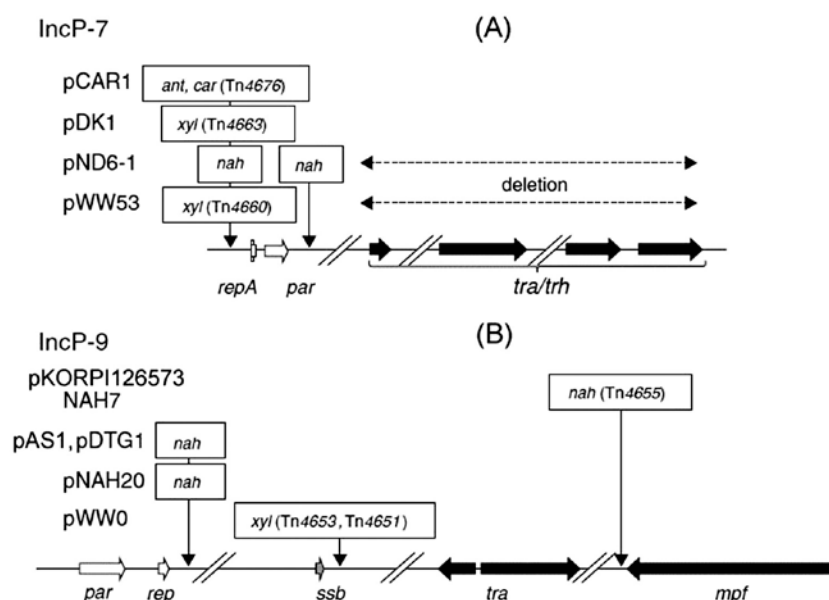 IncP-7 (A)
pCAR1 ant, car (Tn4676)
pDK1 xyl (Tn4663)
pND6-1 nah nah
deletion
pWW53 xyl (Tn4660)
repA par tra/trh
IncP-9 (B)
pKORPI126573
NAH7 nah (Tn4655)
pAS1, pDTG1 nah
pNAH20 nah
pWW0 xyl (Tn4653, Tn4651)
par rep ssb tra mpf